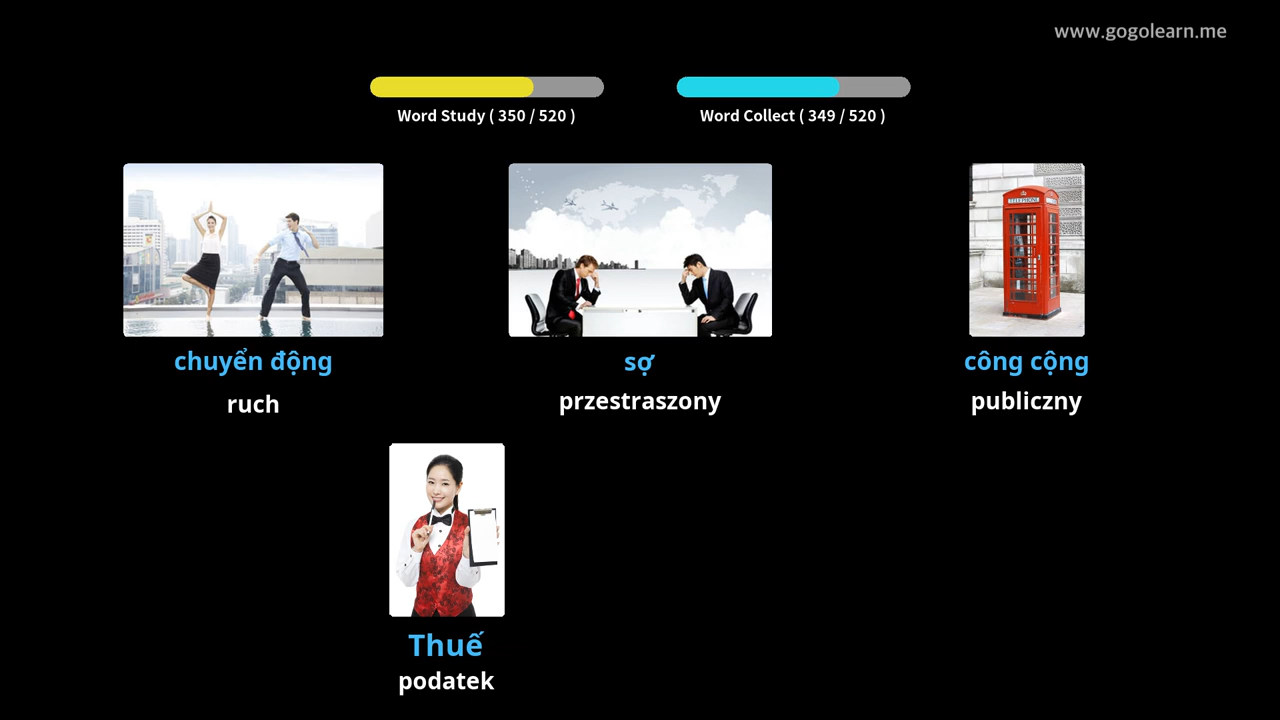 www.gogolearn.me
Word Study ( 350 / 520 )
Word Collect ( 349 / 520 )
TELEPHONE
chuyển động
ruch
sợ
przestraszony
công cộng
publiczny
Thuế
podatek